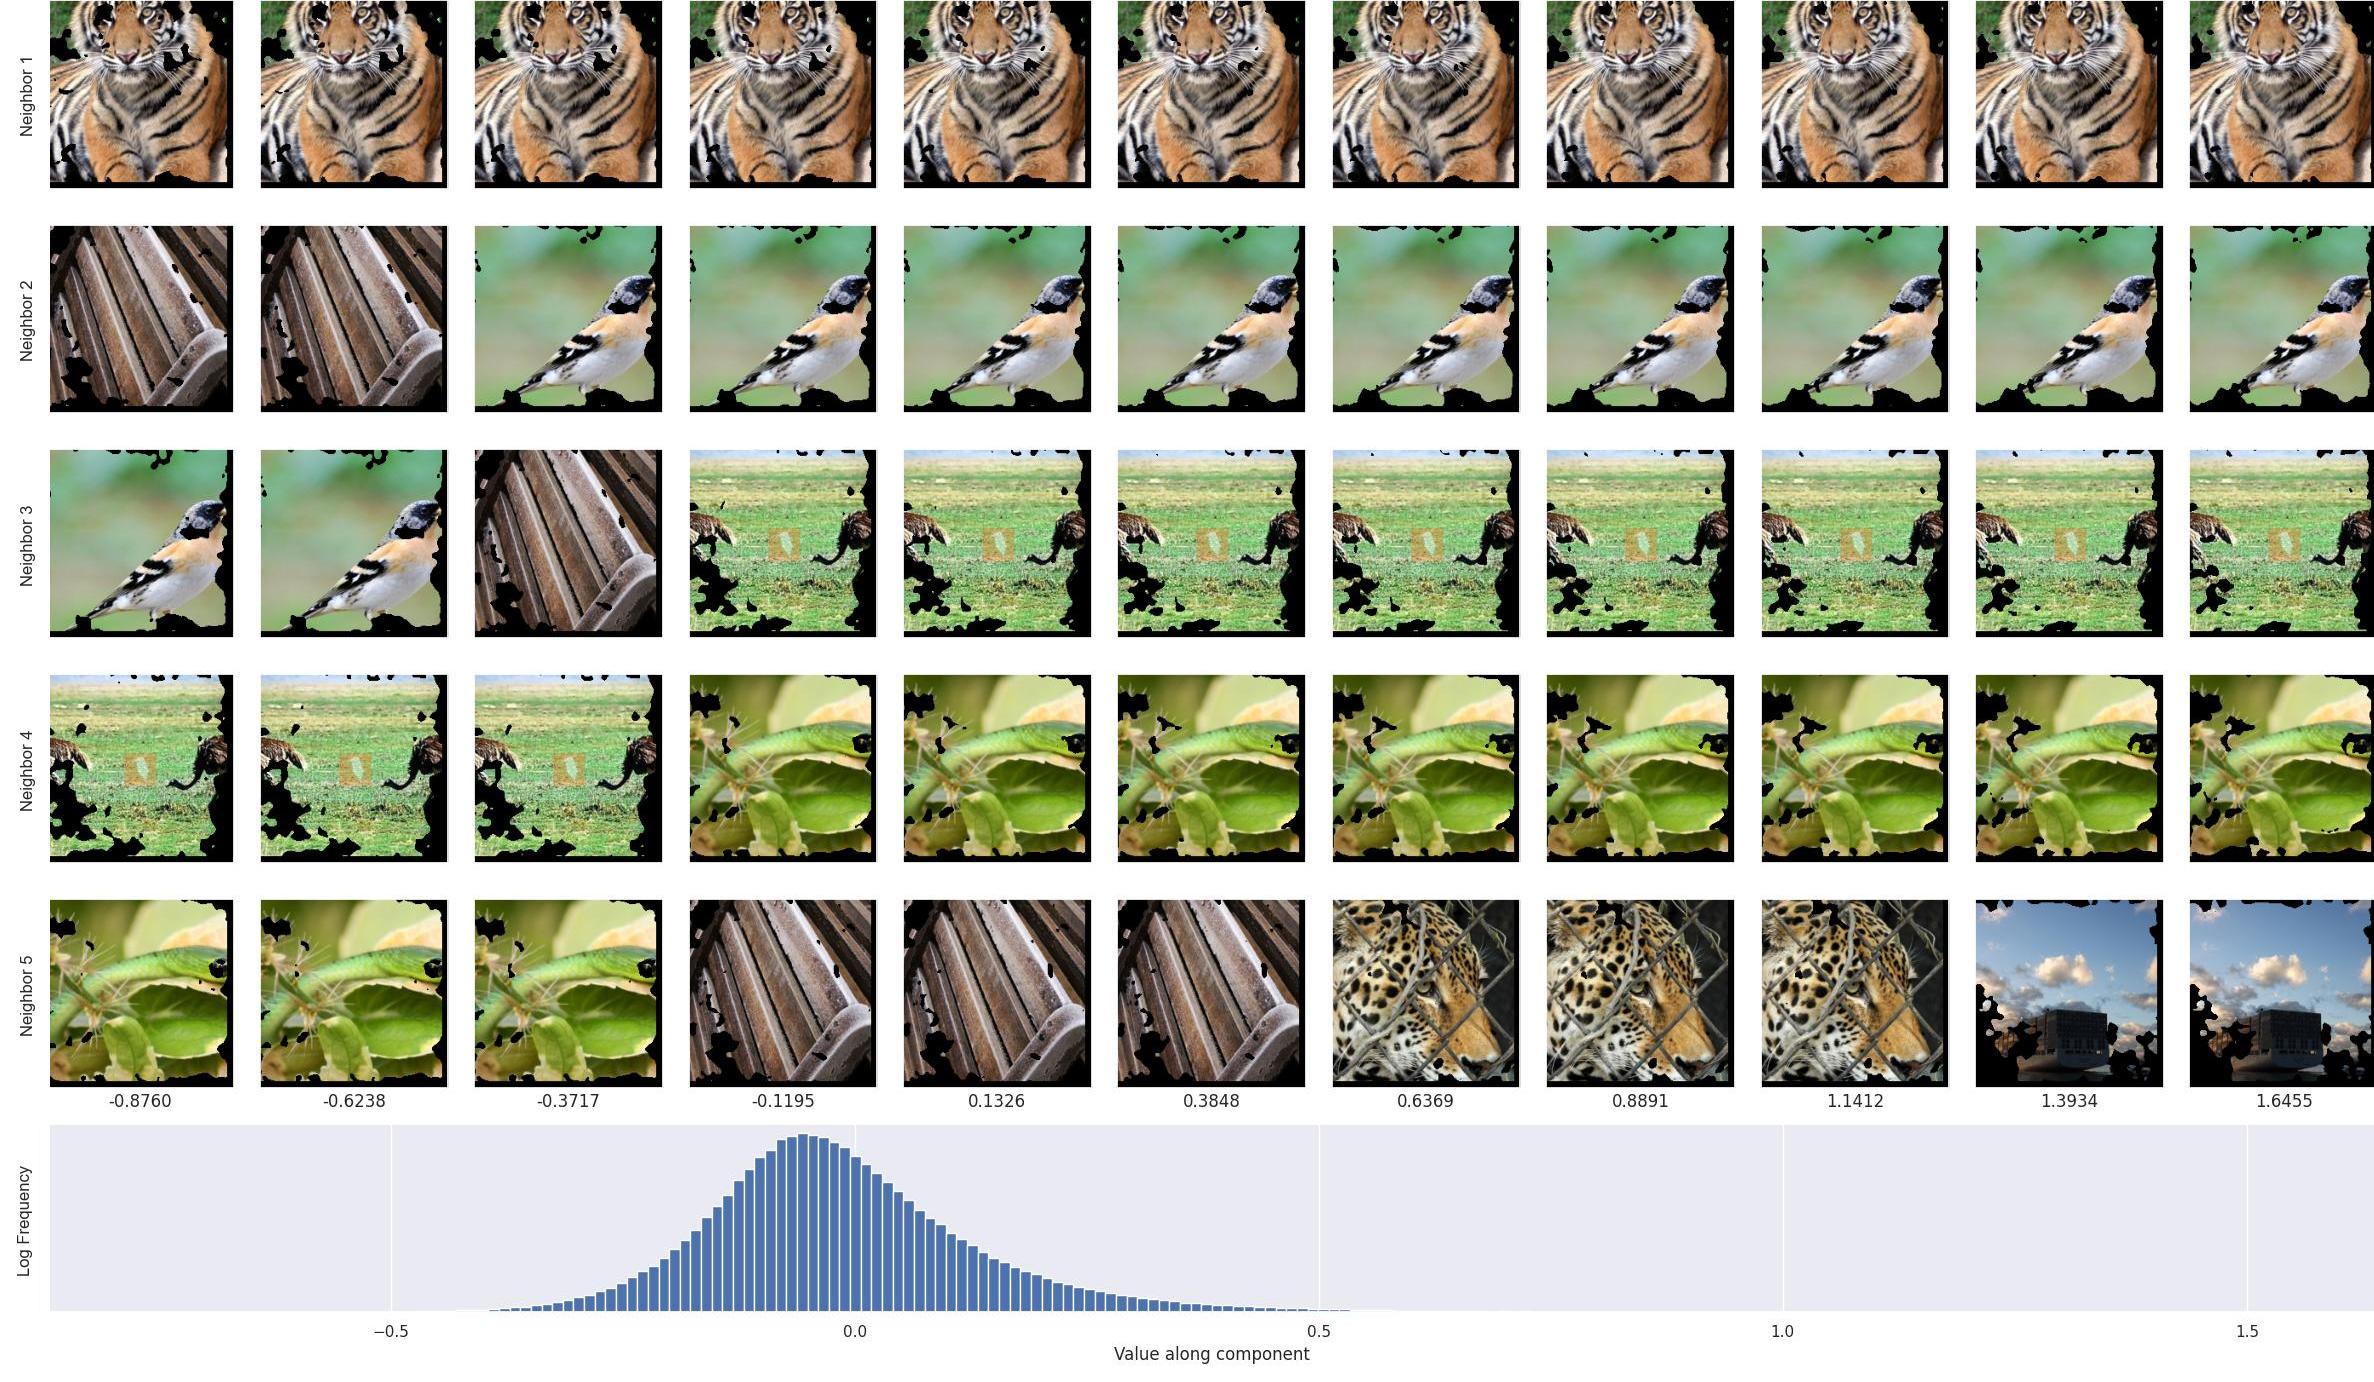 Neighbor 1
Neighbor 2
Neighbor 3
Neighbor 4
Neighbor 5
-0.8760 -0.6238 -0.3717 -0.1195 0.1326 0.3848 0.6369 0.8891 1.1412 1.3934 1.6455
Log Frequency
−0.5 0.0 0.5 1.0 1.5
Value along component